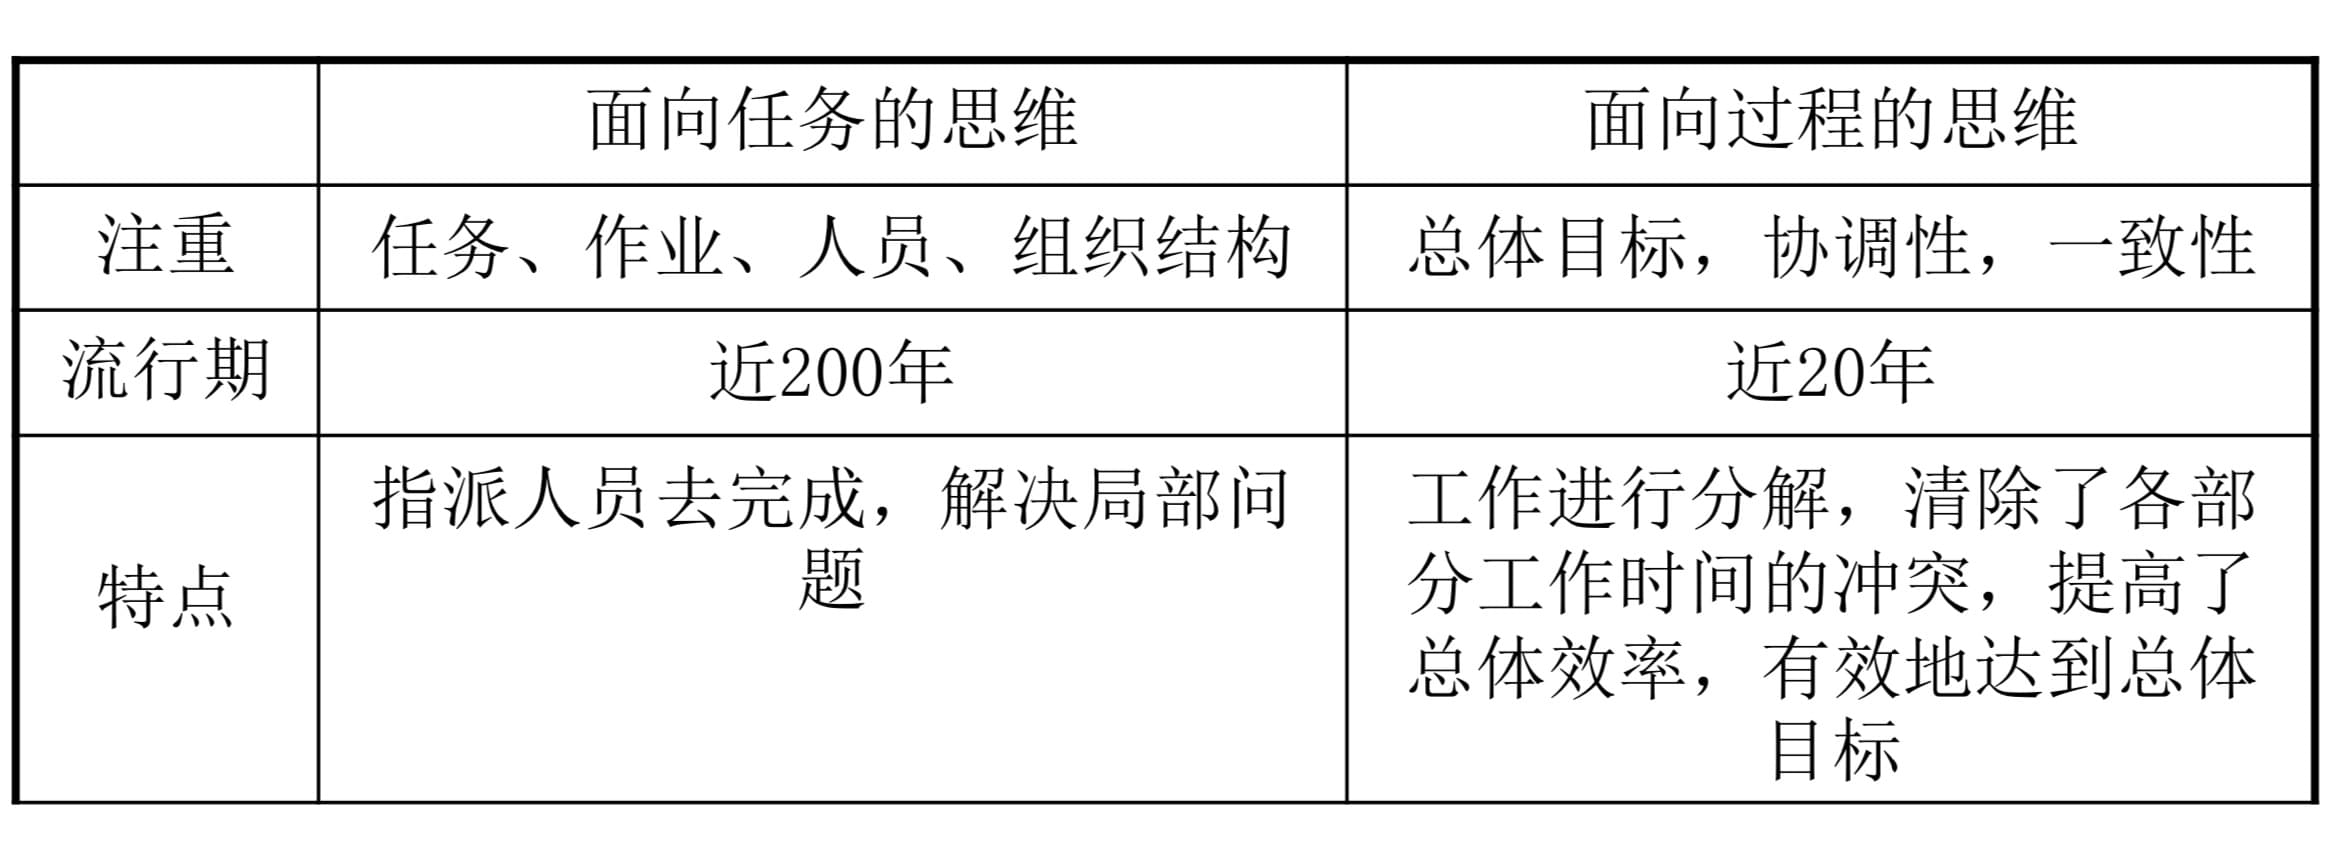 面向任务的思维
面向过程的思维
注重
任务、作业、人员、组织结构
总体目标，协调性，一致性
流行期
近200年
近20年
特点
指派人员去完成，解决局部问
题
工作进行分解，清除了各部
分工作时间的冲突，提高了
总体效率，有效地达到总体
目标